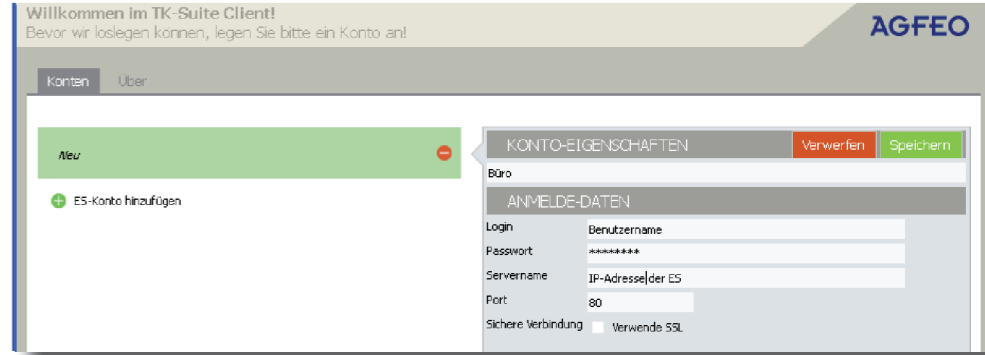 Willkommen im TK-Suite Client!
Bevor wir loslegen können, legen Sie bitte ein Konto an!
AGFEO
Konten
Über
Neu
ES-Konto hinzufügen
KONTO-EIGENSCHAFTEN
Verwerfen
Speichern
Büro
ANMELDE-DATEN
Login Benutzername
Passwort ********
Servername IP-Adresse der ES
Port 80
Sichere Verbindung Verwende SSL